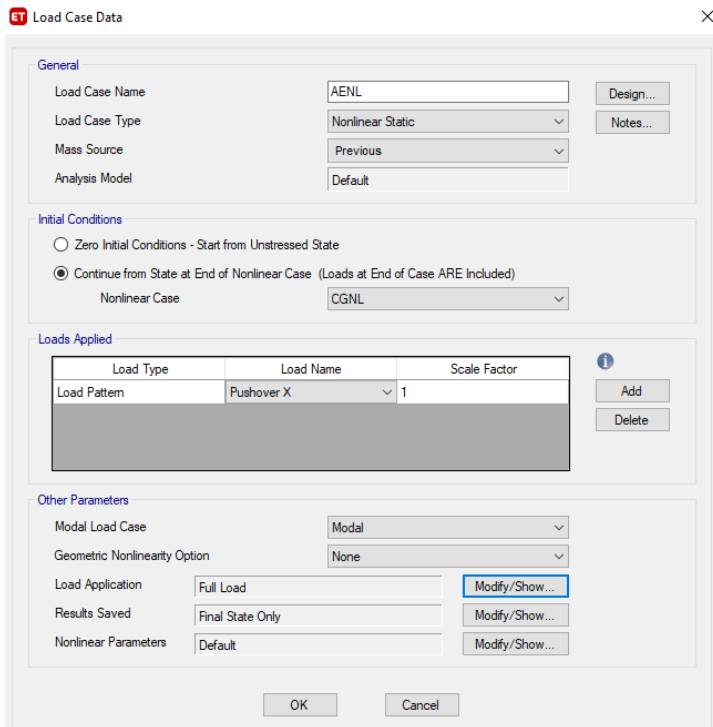 ET Load Case Data
General
Load Case Name AENL Design...
Load Case Type Nonlinear Static Notes...
Mass Source Previous
Analysis Model Default
Initial Conditions
Zero Initial Conditions - Start from Unstressed State
Continue from State at End of Nonlinear Case (Loads at End of Case ARE Included)
Nonlinear Case CGNL
Loads Applied
Load Type Load Name Scale Factor
Load Pattern Pushover X 1 Add
Delete
Other Parameters
Modal Load Case Modal
Geometric Nonlinearity Option None
Load Application Full Load Modify/Show...
Results Saved Final State Only Modify/Show...
Nonlinear Parameters Default Modify/Show...
OK Cancel